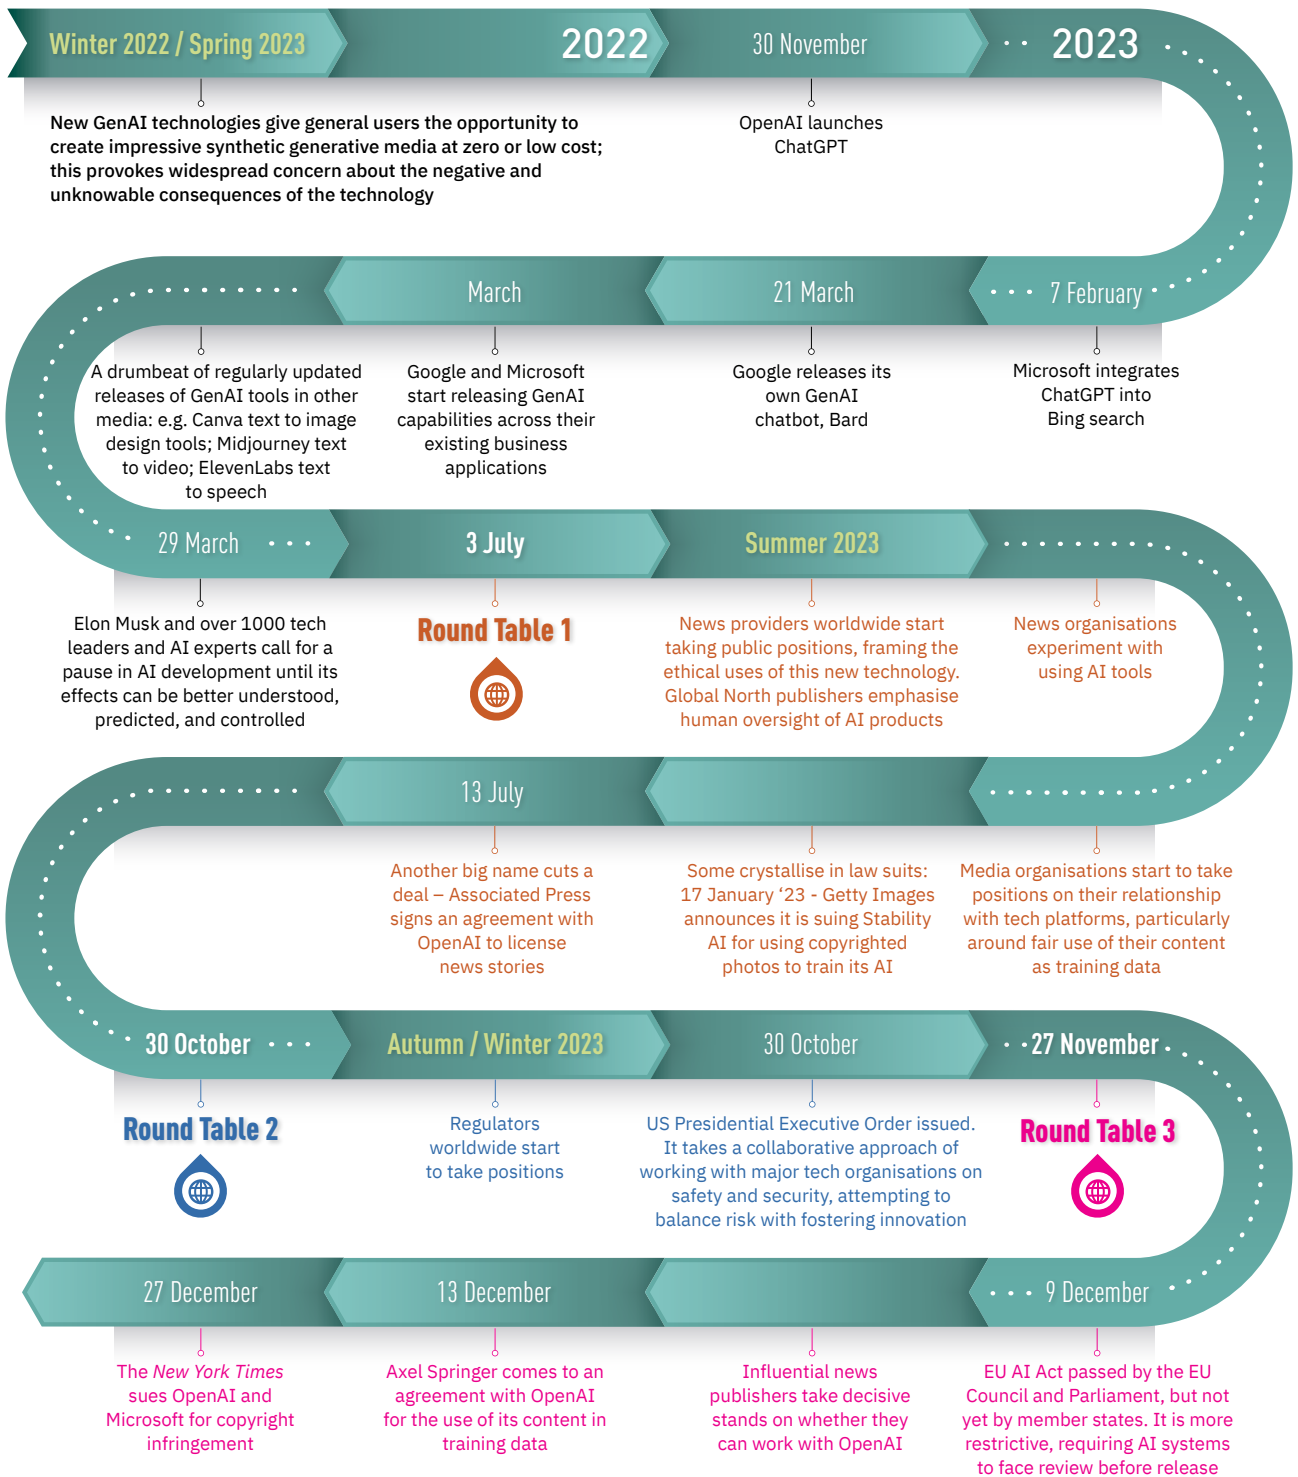 Winter 2022 / Spring 2023
2022
30 November
2023
New GenAI technologies give general users the opportunity to
create impressive synthetic generative media at zero or low cost;
this provokes widespread concern about the negative and
unknowable consequences of the technology
OpenAI launches
ChatGPT
7 February
21 March
March
Microsoft integrates
ChatGPT into
Bing search
Google releases its
own GenAI
chatbot, Bard
Google and Microsoft
start releasing GenAI
capabilities across their
existing business
applications
A drumbeat of regularly updated
releases of GenAI tools in other
media: e.g. Canva text to image
design tools; Midjourney text
to video; ElevenLabs text
to speech
29 March
3 July
Summer 2023
Elon Musk and over 1000 tech
leaders and AI experts call for a
pause in AI development until its
effects can be better understood,
predicted, and controlled
Round Table 1
News providers worldwide start
taking public positions, framing the
ethical uses of this new technology.
Global North publishers emphasise
human oversight of AI products
News organisations
experiment with
using AI tools
13 July
Media organisations start to take
positions on their relationship
with tech platforms, particularly
around fair use of their content
as training data
Some crystallise in law suits:
17 January ‘23 - Getty Images
announces it is suing Stability
AI for using copyrighted
photos to train its AI
Another big name cuts a
deal – Associated Press
signs an agreement with
OpenAI to license
news stories
30 October
Autumn / Winter 2023
30 October
27 November
Round Table 2
Regulators
worldwide start
to take positions
US Presidential Executive Order issued.
It takes a collaborative approach of
working with major tech organisations on
safety and security, attempting to
balance risk with fostering innovation
Round Table 3
9 December
13 December
27 December
EU AI Act passed by the EU
Council and Parliament, but not
yet by member states. It is more
restrictive, requiring AI systems
to face review before release
Influential news
publishers take decisive
stands on whether they
can work with OpenAI
Axel Springer comes to an
agreement with OpenAI
for the use of its content in
training data
The New York Times
sues OpenAI and
Microsoft for copyright
infringement